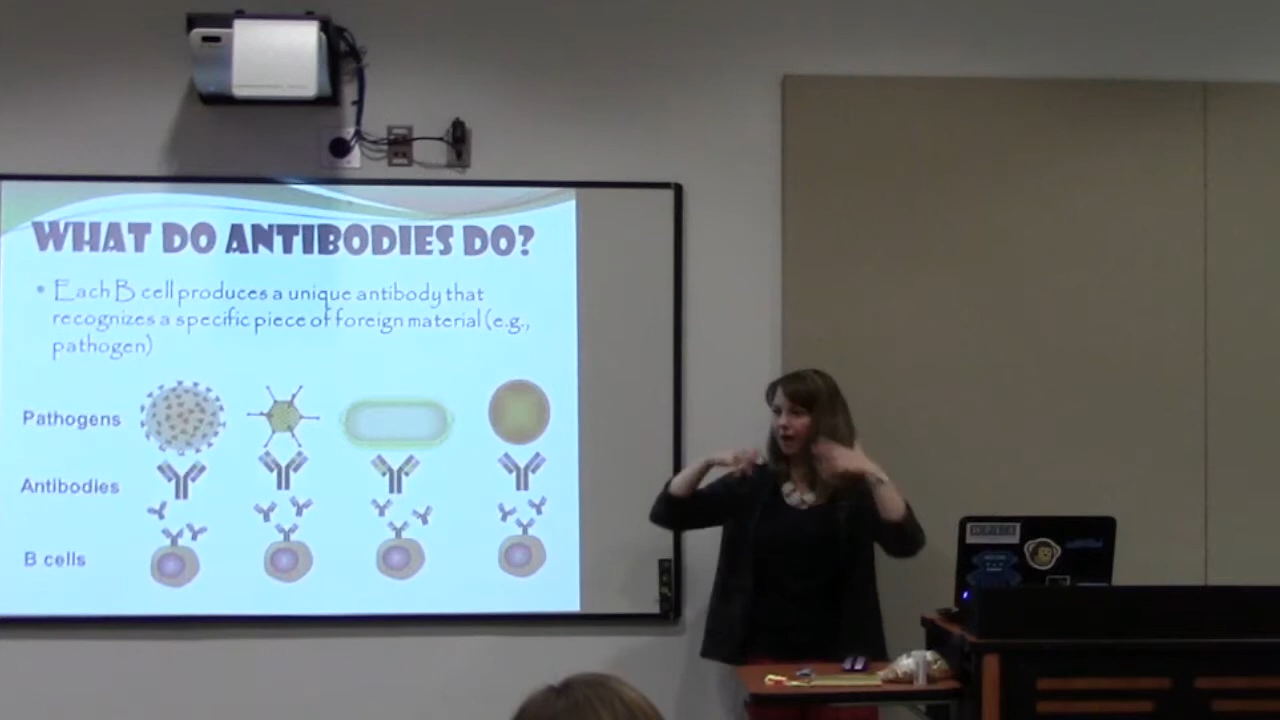 WHAT DO ANTIBODIES DO?
• Each B cell produces a unique antibody that
recognizes a specific piece of foreign material (e.g.,
pathogen)
Pathogens
Antibodies
B cells